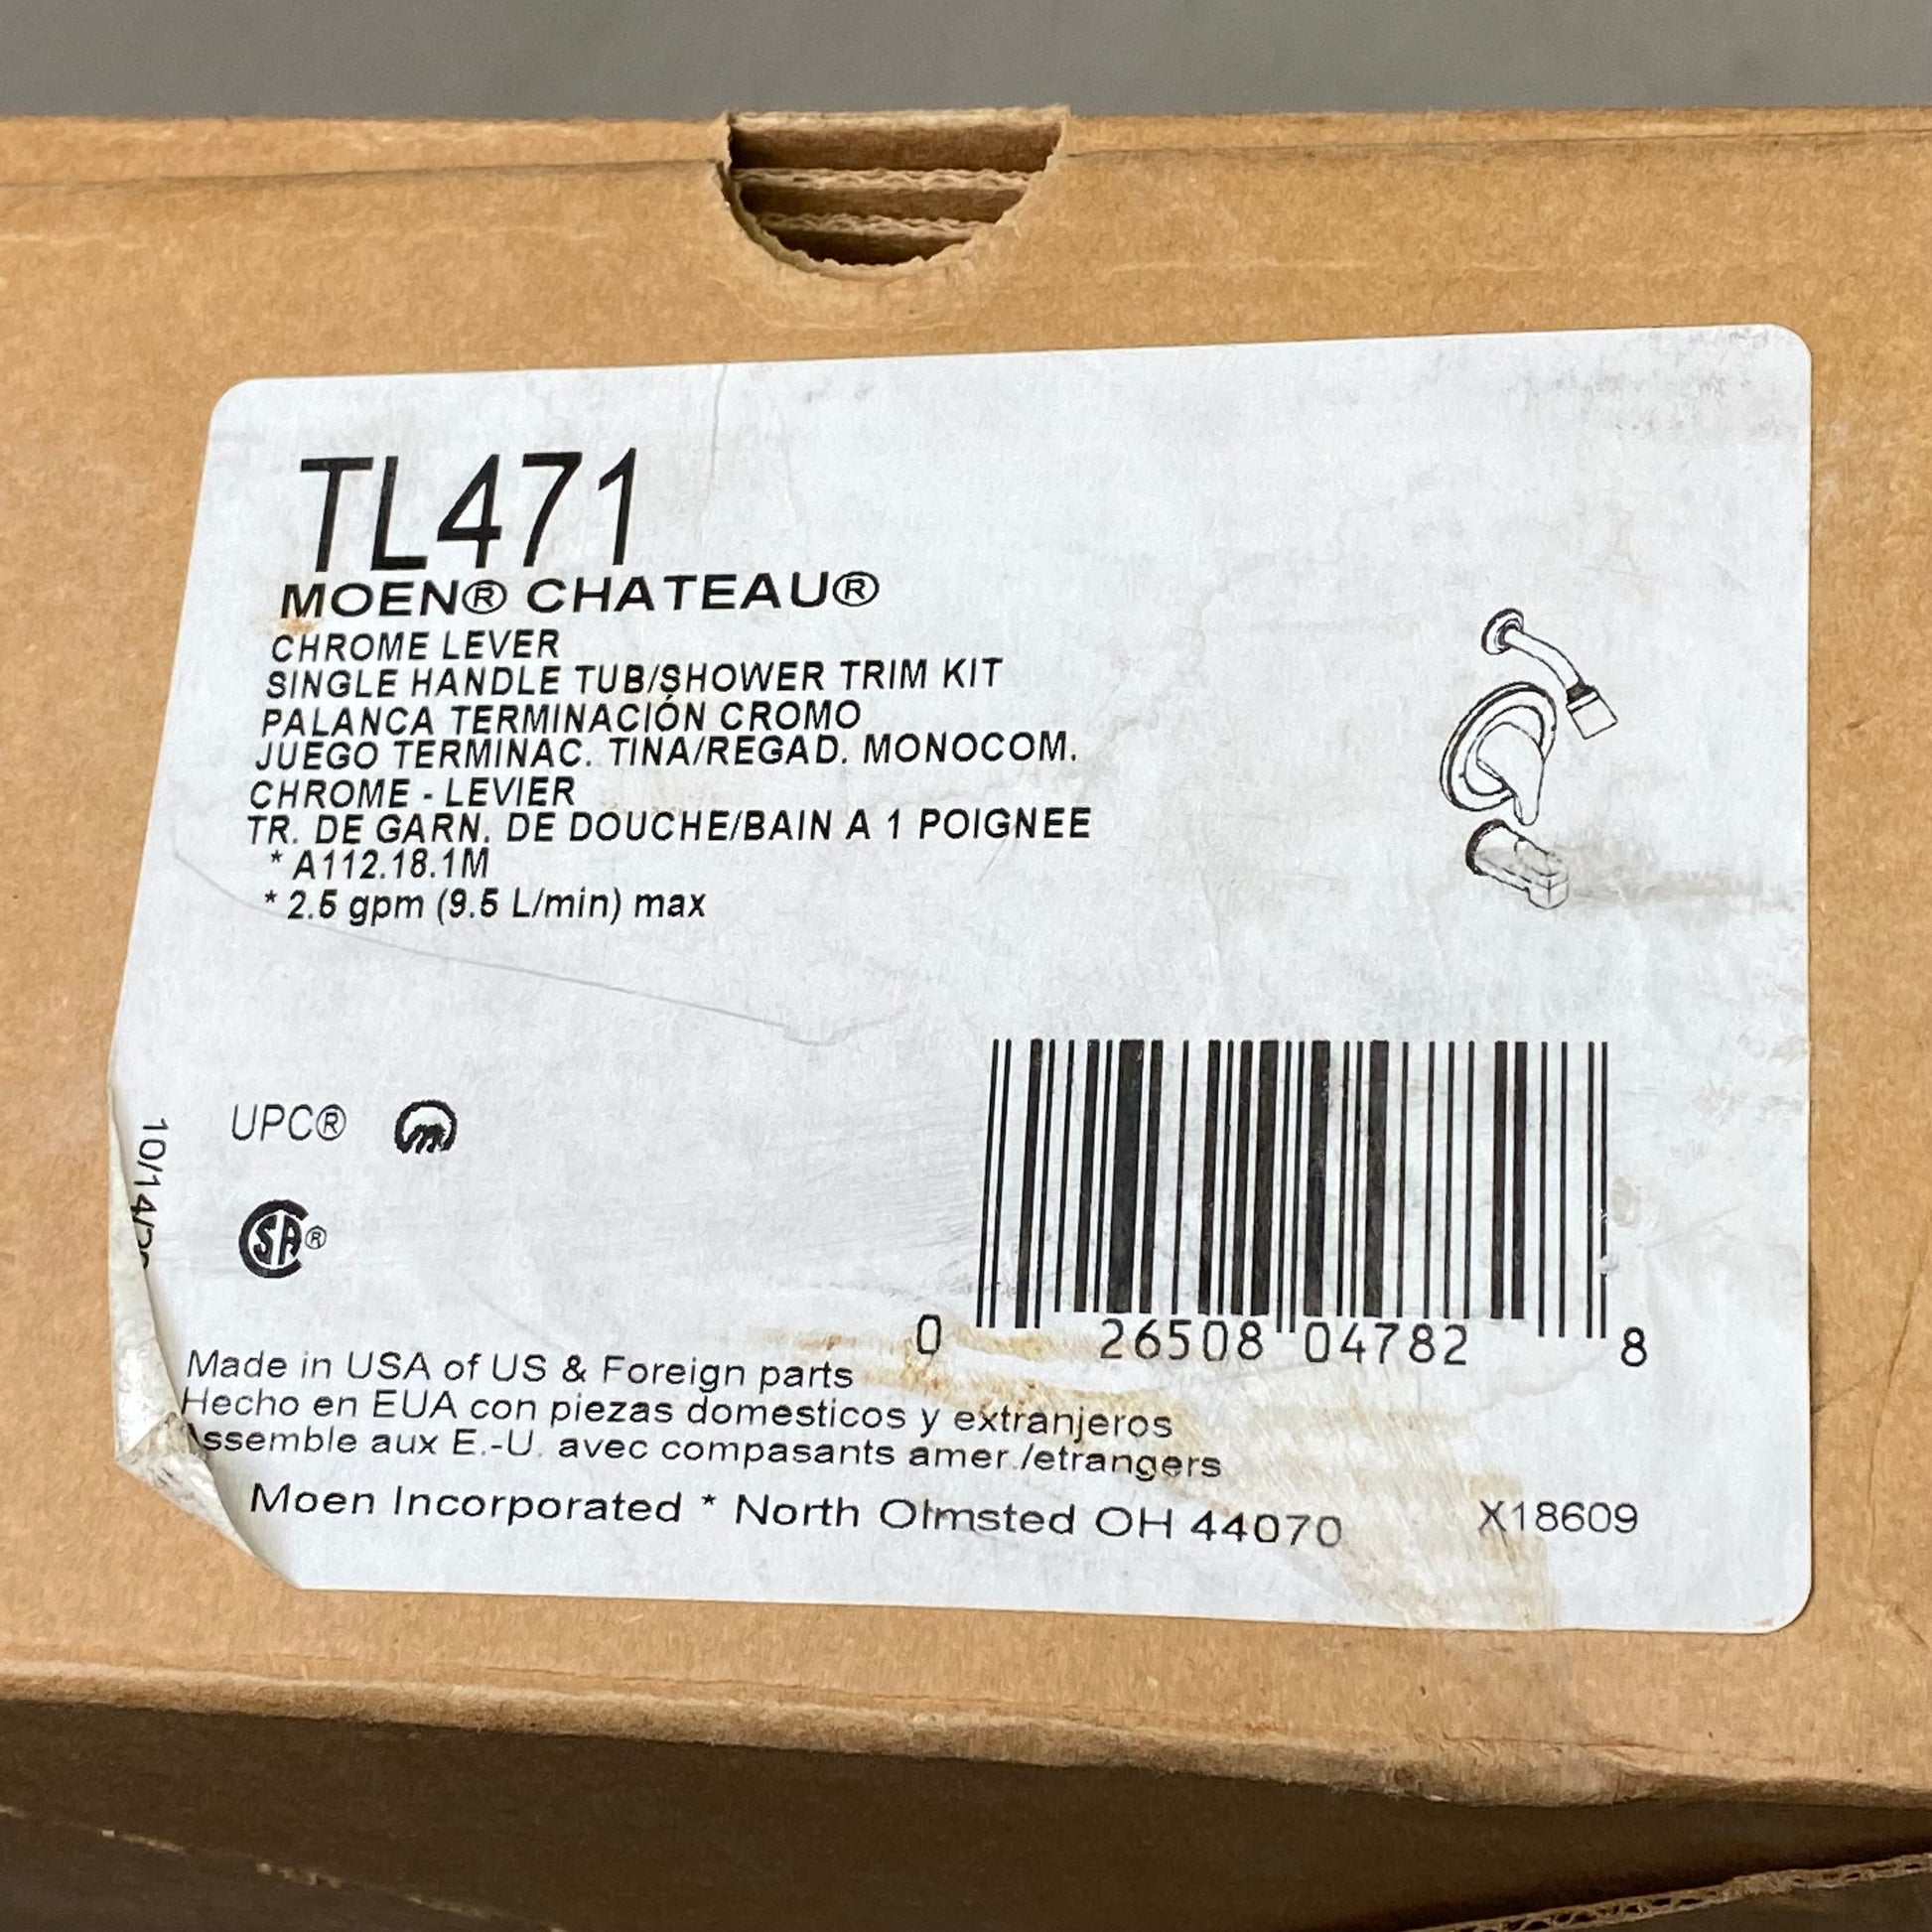 TL471
MOEN® CHATEAU®
CHROME LEVER
SINGLE HANDLE TUB/SHOWER TRIM KIT
PALANCA TERMINACIÓN CROMO
JUEGO TERMINAC. TINA/REGAD. MONOCOM.
CHROME - LEVIER
TR. DE GARN. DE DOUCHE/BAIN A 1 POIGNEE
* A112.18.1M
* 2.5 gpm (9.5 L/min) max
UPC®
SA®
0 26508 04782 8
Made in USA of US & Foreign parts
Hecho en EUA con piezas domesticos y extranjeros
Assemble aux E.-U. avec compasants amer./etrangers
Moen Incorporated * North Olmsted OH 44070 X18609